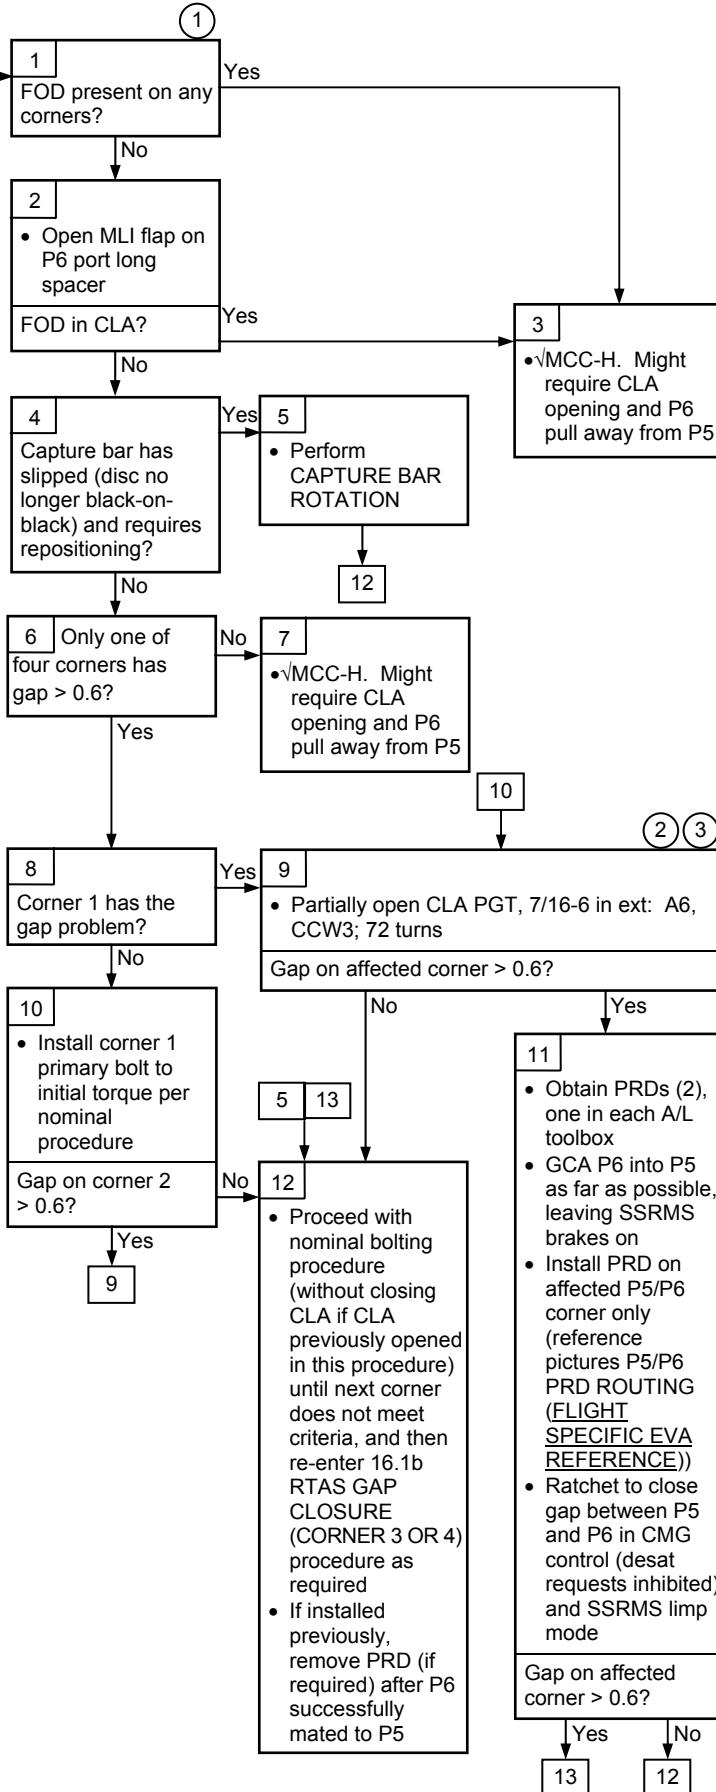 1
1
FOD present on any
corners?
Yes
No
2
• Open MLI flap on
P6 port long
spacer
FOD in CLA?
Yes
No
3
•√MCC-H. Might
require CLA
opening and P6
pull away from P5
4
Capture bar has
slipped (disc no
longer black-on-
black) and requires
repositioning?
Yes
No
5
• Perform
CAPTURE BAR
ROTATION
12
6 Only one of
four corners has
gap > 0.6?
No
Yes
7
•√MCC-H. Might
require CLA
opening and P6
pull away from P5
8
Corner 1 has the
gap problem?
Yes
No
10
2 3
9
• Partially open CLA PGT, 7/16-6 in ext: A6,
CCW3; 72 turns
Gap on affected corner > 0.6?
No
Yes
10
• Install corner 1
primary bolt to
initial torque per
nominal
procedure
Gap on corner 2
> 0.6?
No
Yes
9
11
• Obtain PRDs (2),
one in each A/L
toolbox
• GCA P6 into P5
as far as possible,
leaving SSRMS
brakes on
• Install PRD on
affected P5/P6
corner only
(reference
pictures P5/P6
PRD ROUTING
(FLIGHT
SPECIFIC EVA
REFERENCE))
• Ratchet to close
gap between P5
and P6 in CMG
control (desat
requests inhibited)
and SSRMS limp
mode
Gap on affected
corner > 0.6?
Yes
No
13
12
5 13
12
• Proceed with
nominal bolting
procedure
(without closing
CLA if CLA
previously opened
in this procedure)
until next corner
does not meet
criteria, and then
re-enter 16.1b
RTAS GAP
CLOSURE
(CORNER 3 OR 4)
procedure as
required
• If installed
previously,
remove PRD (if
required) after P6
successfully
mated to P5